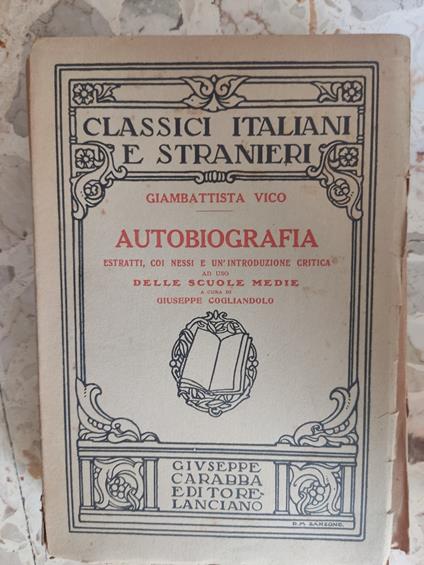 CLASSICI ITALIANI
E STRANIERI
GIAMBATTISTA VICO
AUTOBIOGRAFIA
ESTRATTI, COI NESSI E UN'INTRODUZIONE CRITICA
AD USO
DELLE SCUOLE MEDIE
A CURA DI
GIUSEPPE COGLIANDOLO
GIVSEPPE
CARABBA
EDITORE-
LANCIANO
D.M. ZANZONE.